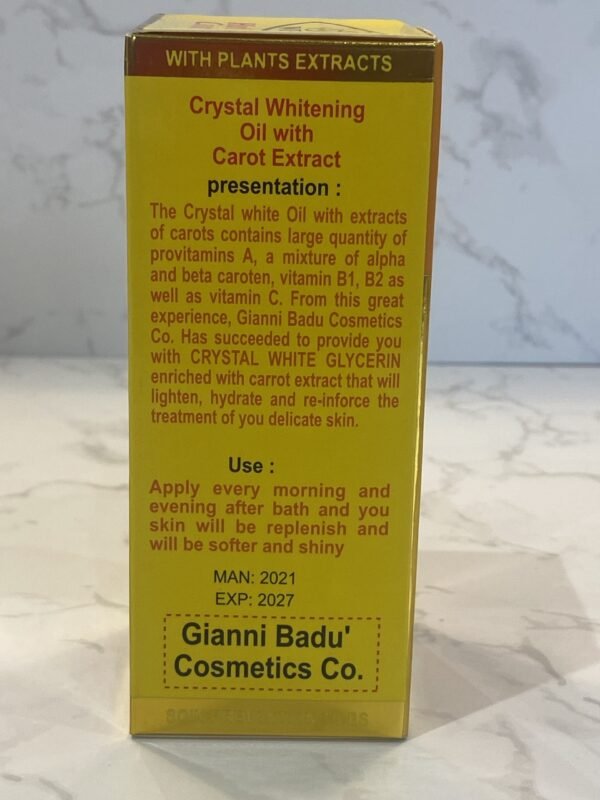 WITH PLANTS EXTRACTS
Crystal Whitening
Oil with
Carot Extract
presentation :
The Crystal white Oil with extracts
of carots contains large quantity of
provitamins A, a mixture of alpha
and beta caroten, vitamin B1, B2 as
well as vitamin C. From this great
experience, Gianni Badu Cosmetics
Co. Has succeeded to provide you
with CRYSTAL WHITE GLYCERIN
enriched with carrot extract that will
lighten, hydrate and re-inforce the
treatment of you delicate skin.
Use :
Apply every morning and
evening after bath and you
skin will be replenish and
will be softer and shiny
MAN: 2021
EXP: 2027
Gianni Badu'
Cosmetics Co.